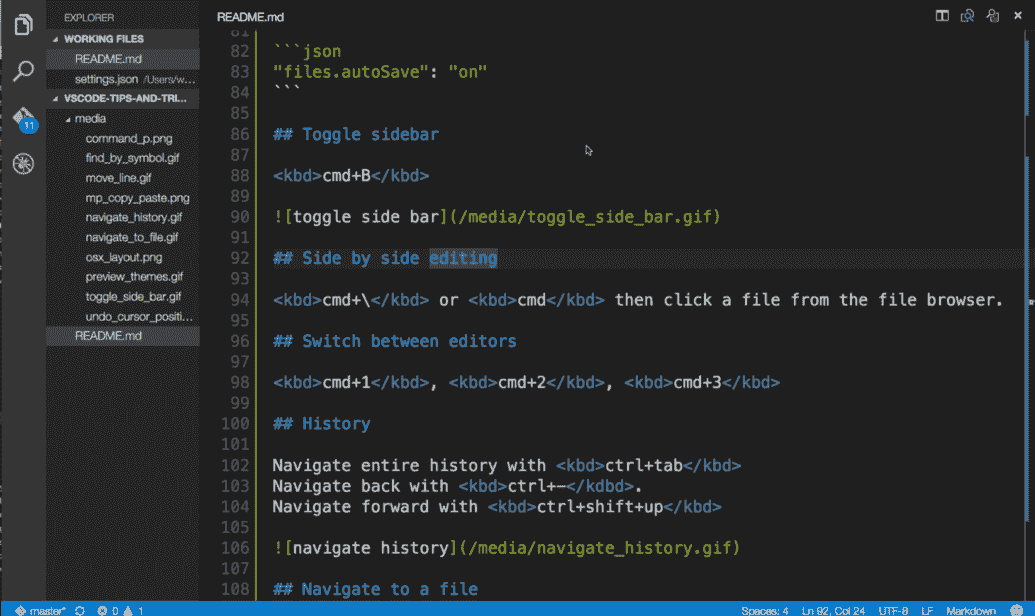 EXPLORER
WORKING FILES
README.md
settings.json /Users/w...
VSCODE-TIPS-AND-TRI...
media
command_p.png
find_by_symbol.gif
move_line.gif
mp_copy_paste.png
navigate_history.gif
navigate_to_file.gif
osx_layout.png
preview_themes.gif
toggle_side_bar.gif
undo_cursor_positi...
README.md
11
README.md
81
82 ```json
83 "files.autoSave": "on"
84 ```
85
86 ## Toggle sidebar
87
88 <kbd>cmd+B</kbd>
89
90 ![toggle side bar](/media/toggle_side_bar.gif)
91
92 ## Side by side editing
93
94 <kbd>cmd+\</kbd> or <kbd>cmd</kbd> then click a file from the file browser.
95
96 ## Switch between editors
97
98 <kbd>cmd+1</kbd>, <kbd>cmd+2</kbd>, <kbd>cmd+3</kbd>
99
100 ## History
101
102 Navigate entire history with <kbd>ctrl+tab</kbd>
103 Navigate back with <kbd>ctrl+-</kdbd>.
104 Navigate forward with <kbd>ctrl+shift+up</kbd>
105
106 ![navigate history](/media/navigate_history.gif)
107
108 ## Navigate to a file
master* 0 1 Spaces: 4 Ln 92, Col 24 UTF-8 LF Markdown